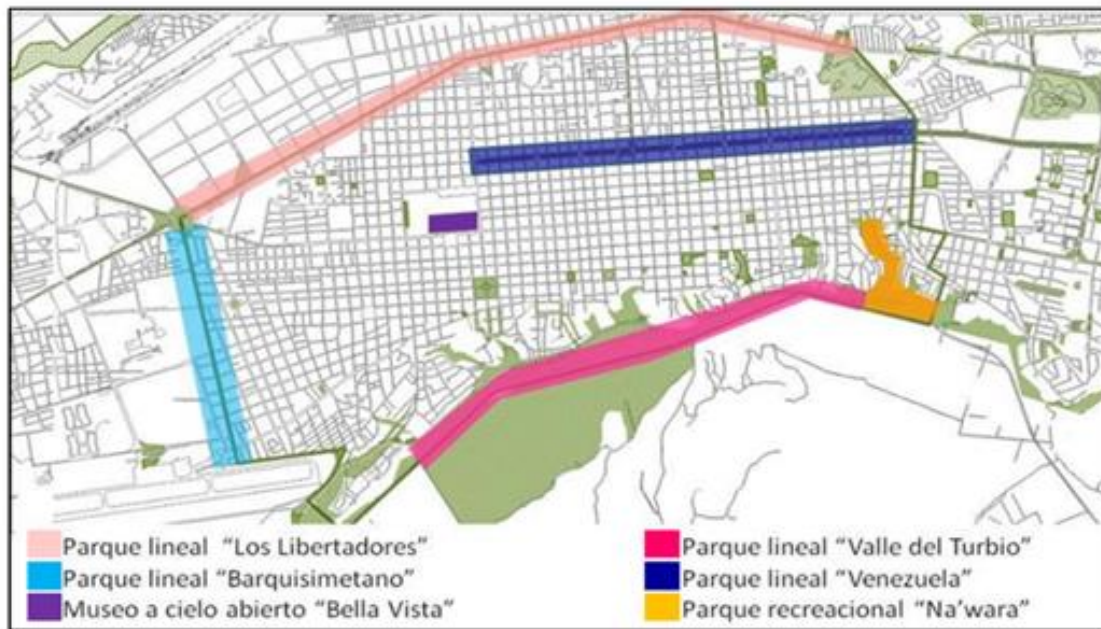 Parque lineal “Los Libertadores”
Parque lineal “Barquisimetano”
Museo a cielo abierto “Bella Vista”
Parque lineal “Valle del Turbio”
Parque lineal “Venezuela”
Parque recreacional “Na’wara”